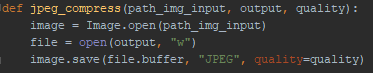 def jpeg_compress(path_img_input, output, quality):
    image = Image.open(path_img_input)
    file = open(output, "w")
    image.save(file.buffer, "JPEG", quality=quality)